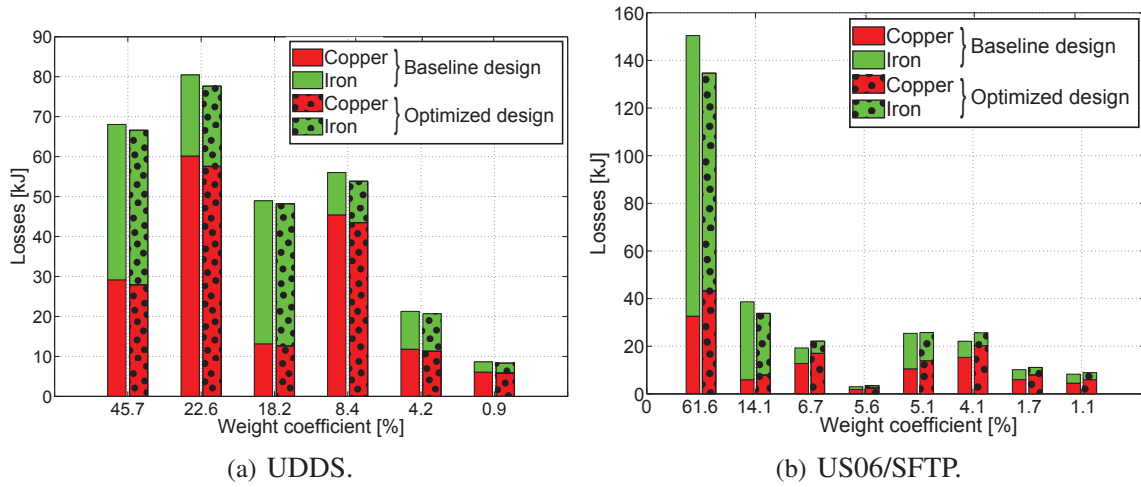 90
80
70
60
50
40
30
20
10
0
Losses [kJ]
Copper
Iron
Baseline design
Copper
Iron
Optimized design
45.7 22.6 18.2 8.4 4.2 0.9
Weight coefficient [%]
(a) UDDS.
160
140
120
100
80
60
40
20
0
Losses [kJ]
Copper
Iron
Baseline design
Copper
Iron
Optimized design
0 61.6 14.1 6.7 5.6 5.1 4.1 1.7 1.1
Weight coefficient [%]
(b) US06/SFTP.